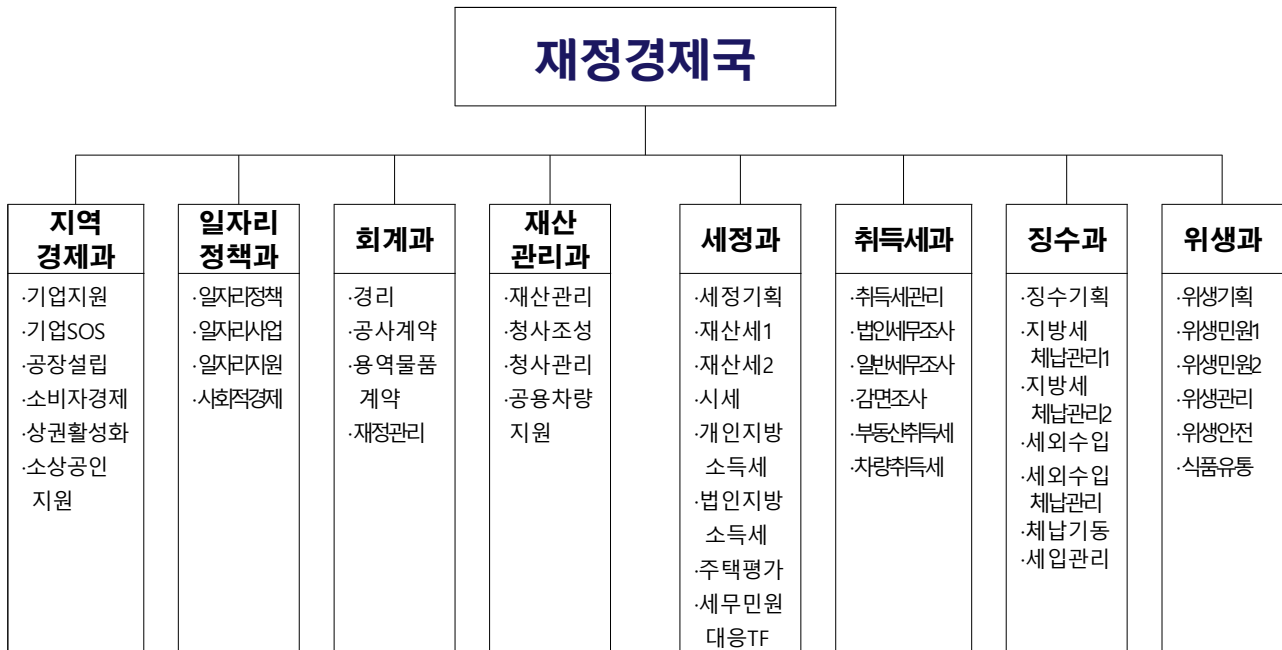 재정경제국
지역
경제과
·기업지원
·기업SOS
·공장설립
·소비자경제
·상권활성화
·소상공인
지원
일자리
정책과
·일자리정책
·일자리사업
·일자리지원
·사회적경제
회계과
·경리
·공사계약
·용역물품
계약
·재정관리
재산
관리과
·재산관리
·청사조성
·청사관리
·공용차량
지원
세정과
·세정기획
·재산세1
·재산세2
·시세
·개인지방
소득세
·법인지방
소득세
·주택평가
·세무민원
대응TF
취득세과
·취득세관리
·법인세무조사
·일반세무조사
·감면조사
·부동산취득세
·차량취득세
징수과
·징수기획
·지방세
체납관리1
·지방세
체납관리2
·세외수입
·세외수입
체납관리
·체납기동
·세입관리
위생과
·위생기획
·위생민원1
·위생민원2
·위생관리
·위생안전
·식품유통